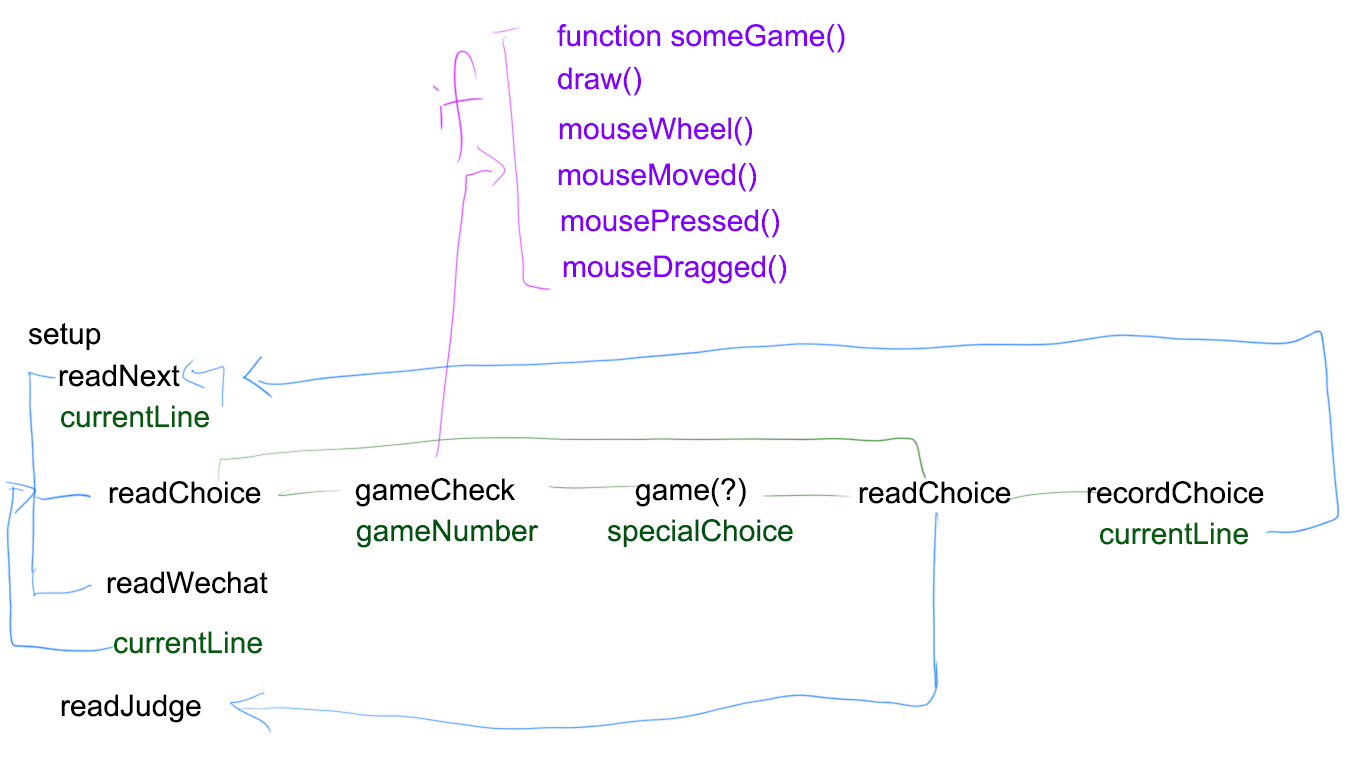 if
function someGame()
draw()
mouseWheel()
mouseMoved()
mousePressed()
mouseDragged()
setup
readNext
currentLine
readChoice gameCheck game(?) readChoice recordChoice
gameNumber specialChoice currentLine
readWechat
currentLine
readJudge